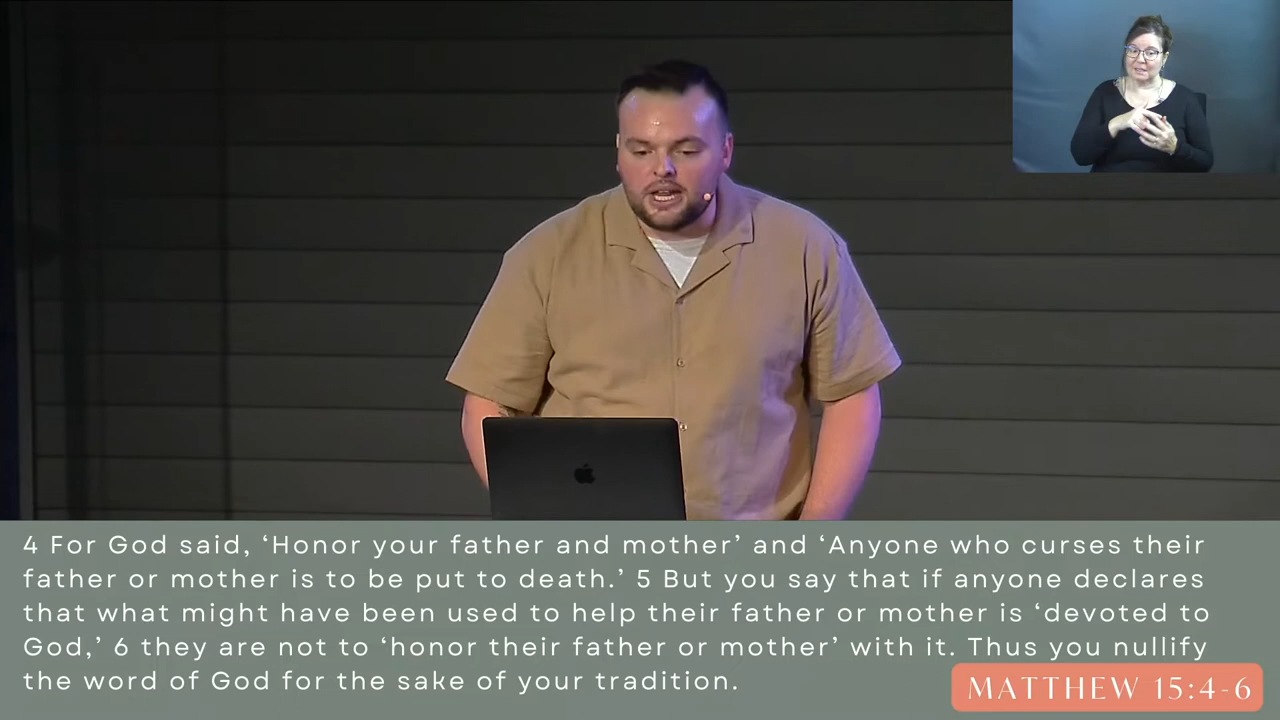 4 For God said, ‘Honor your father and mother’ and ‘Anyone who curses their
father or mother is to be put to death.’ 5 But you say that if anyone declares
that what might have been used to help their father or mother is ‘devoted to
God,’ 6 they are not to ‘honor their father or mother’ with it. Thus you nullify
the word of God for the sake of your tradition.
MATTHEW 15:4-6